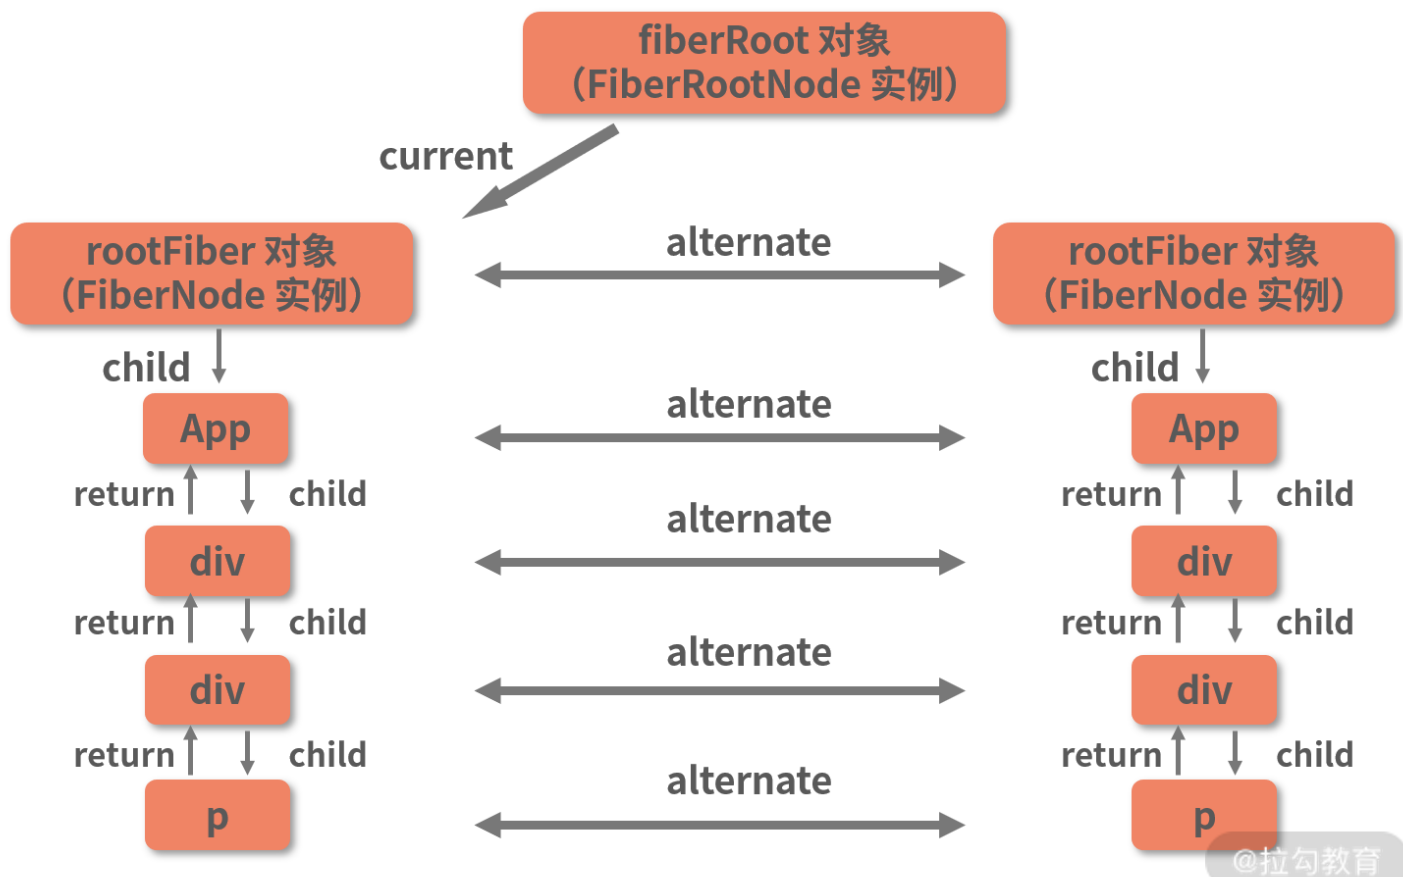 fiberRoot 对象
（FiberRootNode 实例）
current
rootFiber 对象
（FiberNode 实例）
alternate
rootFiber 对象
（FiberNode 实例）
child
child
App
alternate
App
return
child
return
child
div
alternate
div
return
child
return
child
div
alternate
div
return
child
return
child
p
alternate
p
@拉勾教育